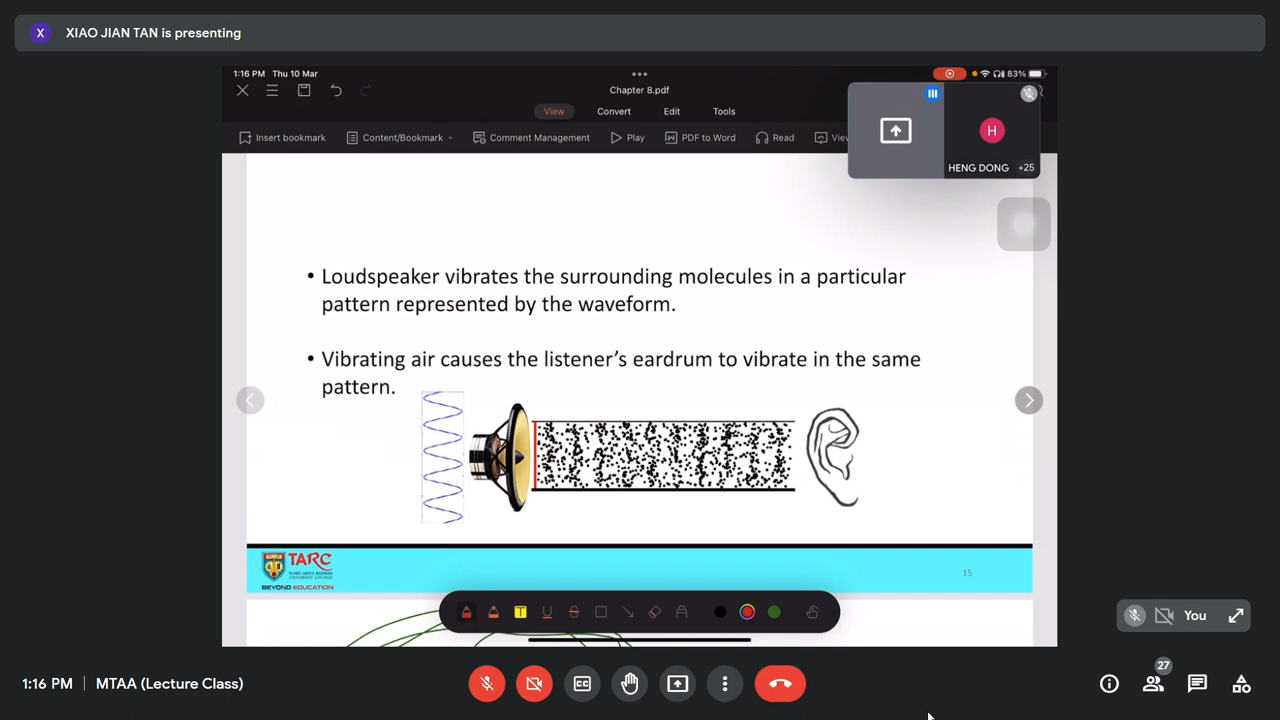 X XIAO JIAN TAN is presenting
1:16 PM Thu 10 Mar
83%
Chapter 8.pdf
View Convert Edit Tools
Insert bookmark Content/Bookmark Comment Management Play PDF to Word Read
H
HENG DONG +25
• Loudspeaker vibrates the surrounding molecules in a particular
pattern represented by the waveform.
• Vibrating air causes the listener's eardrum to vibrate in the same
pattern.
TARC
BEYOND EDUCATION
15
You
27
1:16 PM | MTAA (Lecture Class)